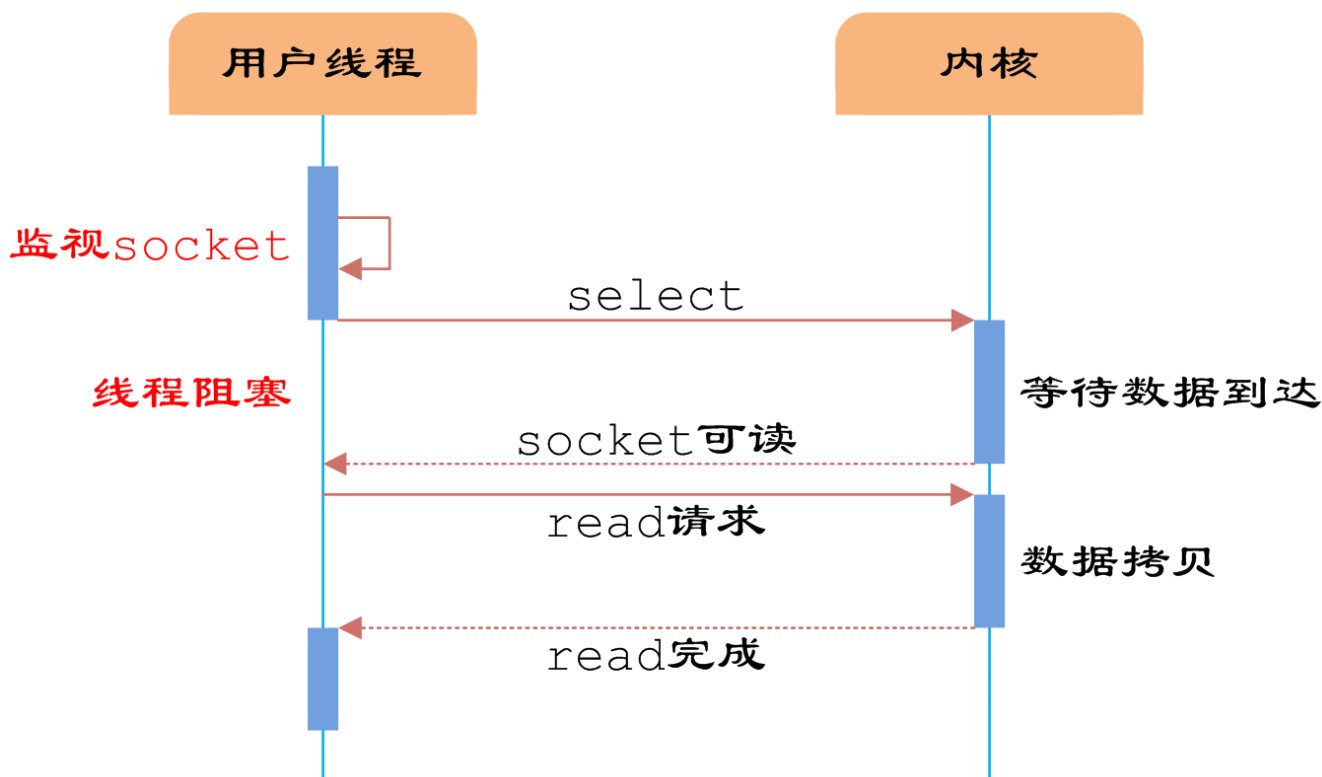 用户线程
内核
监视socket
select
线程阻塞
等待数据到达
socket可读
read请求
数据拷贝
read完成